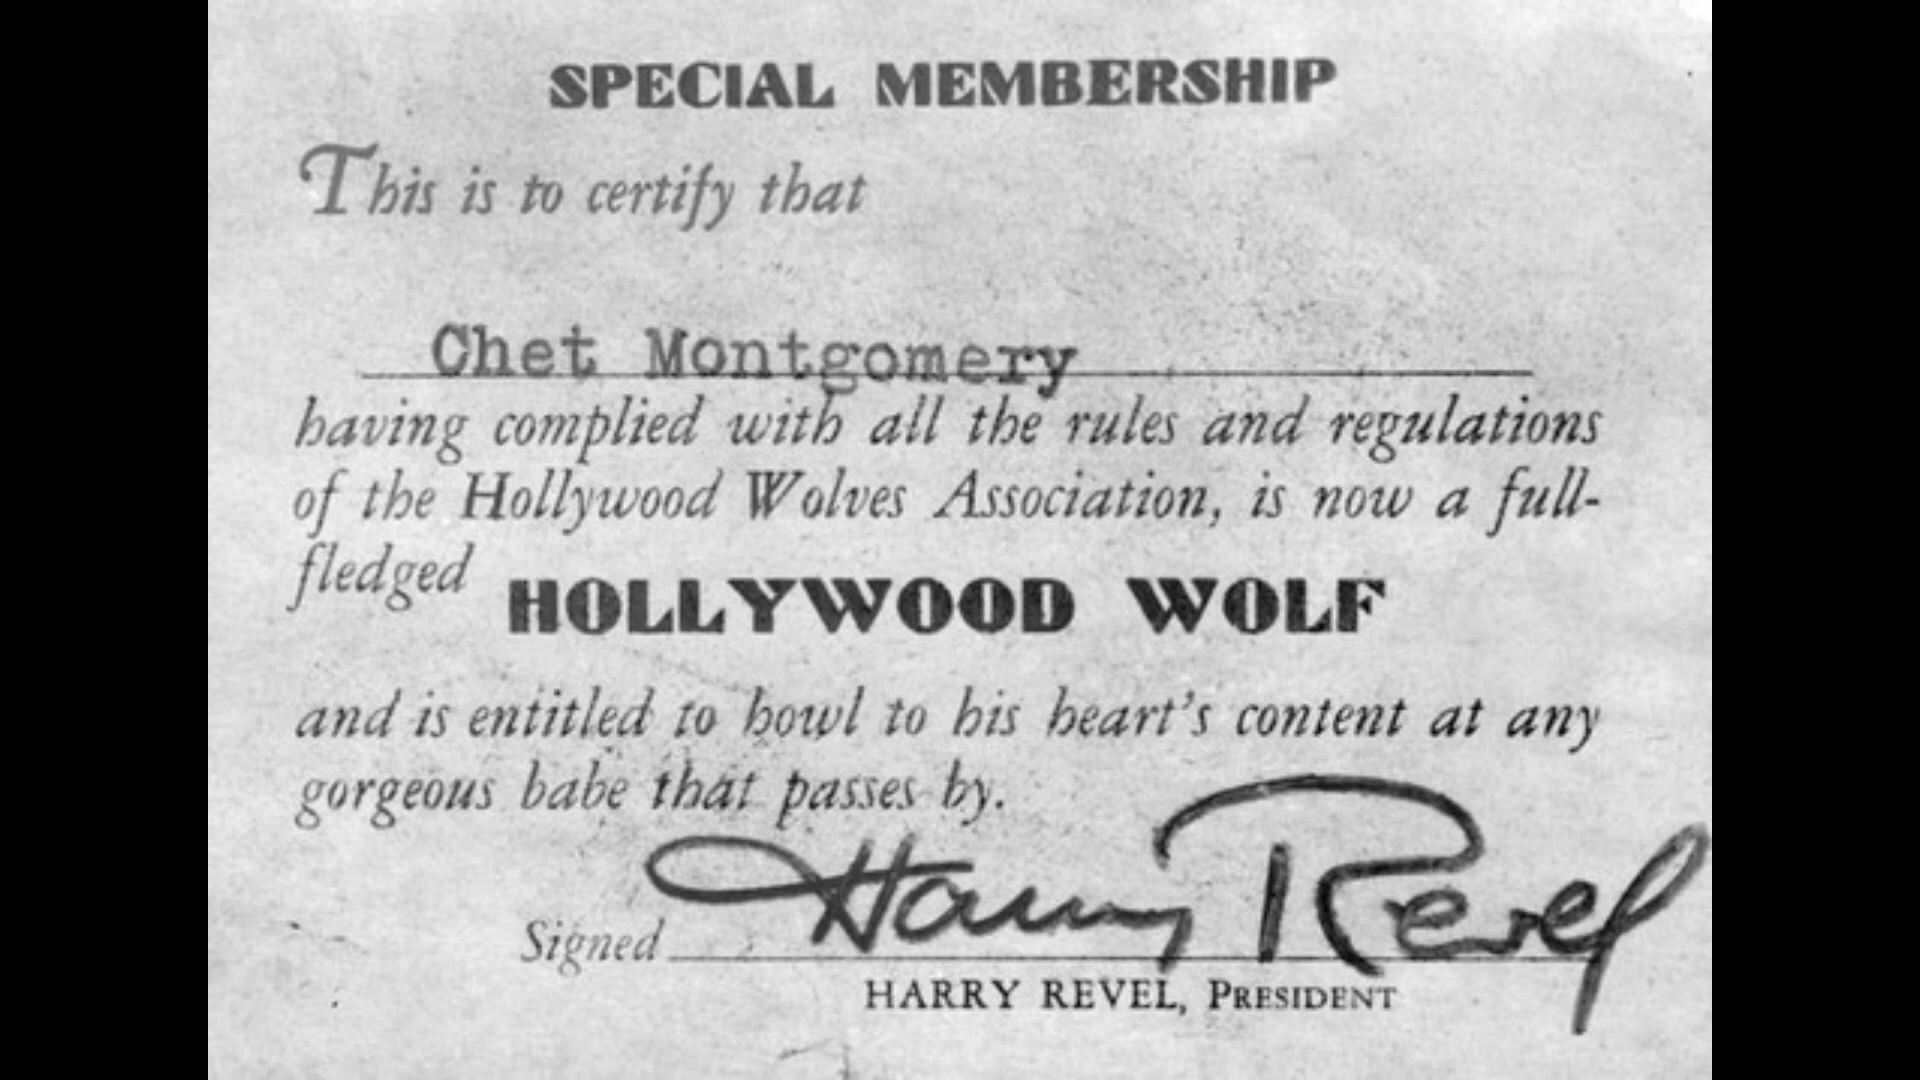 SPECIAL MEMBERSHIP
This is to certify that
Chet Montgomery
having complied with all the rules and regulations
of the Hollywood Wolves Association, is now a full-
fledged HOLLYWOOD WOLF
and is entitled to howl to his heart's content at any
gorgeous babe that passes by.
Signed Harry Revel
HARRY REVEL, PRESIDENT